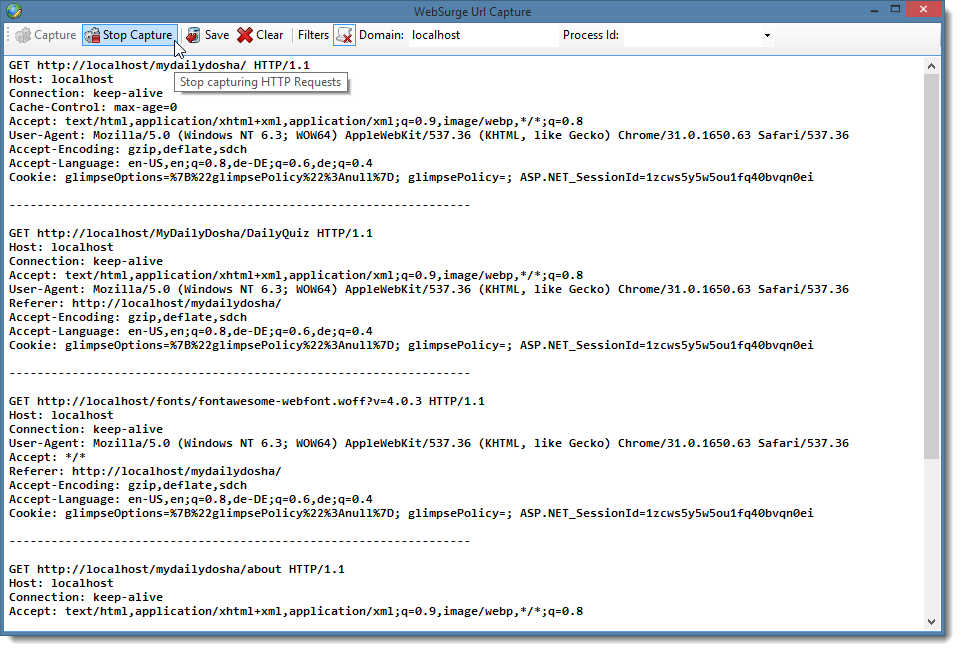 WebSurge Url Capture
Capture Stop Capture Save Clear Filters Domain: localhost Process Id:
Stop capturing HTTP Requests
GET http://localhost/mydailydosha/ HTTP/1.1
Host: localhost
Connection: keep-alive
Cache-Control: max-age=0
Accept: text/html,application/xhtml+xml,application/xml;q=0.9,image/webp,*/*;q=0.8
User-Agent: Mozilla/5.0 (Windows NT 6.3; WOW64) AppleWebKit/537.36 (KHTML, like Gecko) Chrome/31.0.1650.63 Safari/537.36
Accept-Encoding: gzip,deflate,sdch
Accept-Language: en-US,en;q=0.8,de-DE;q=0.6,de;q=0.4
Cookie: glimpseOptions=%7B%22glimpsePolicy%22%3Anull%7D; glimpsePolicy=; ASP.NET_SessionId=1zcws5y5w5ou1fq40bvqn0ei
------------------------------------------------------------------
GET http://localhost/MyDailyDosha/DailyQuiz HTTP/1.1
Host: localhost
Connection: keep-alive
Accept: text/html,application/xhtml+xml,application/xml;q=0.9,image/webp,*/*;q=0.8
User-Agent: Mozilla/5.0 (Windows NT 6.3; WOW64) AppleWebKit/537.36 (KHTML, like Gecko) Chrome/31.0.1650.63 Safari/537.36
Referer: http://localhost/mydailydosha/
Accept-Encoding: gzip,deflate,sdch
Accept-Language: en-US,en;q=0.8,de-DE;q=0.6,de;q=0.4
Cookie: glimpseOptions=%7B%22glimpsePolicy%22%3Anull%7D; glimpsePolicy=; ASP.NET_SessionId=1zcws5y5w5ou1fq40bvqn0ei
------------------------------------------------------------------
GET http://localhost/fonts/fontawesome-webfont.woff?v=4.0.3 HTTP/1.1
Host: localhost
Connection: keep-alive
User-Agent: Mozilla/5.0 (Windows NT 6.3; WOW64) AppleWebKit/537.36 (KHTML, like Gecko) Chrome/31.0.1650.63 Safari/537.36
Accept: */*
Referer: http://localhost/mydailydosha/
Accept-Encoding: gzip,deflate,sdch
Accept-Language: en-US,en;q=0.8,de-DE;q=0.6,de;q=0.4
Cookie: glimpseOptions=%7B%22glimpsePolicy%22%3Anull%7D; glimpsePolicy=; ASP.NET_SessionId=1zcws5y5w5ou1fq40bvqn0ei
------------------------------------------------------------------
GET http://localhost/mydailydosha/about HTTP/1.1
Host: localhost
Connection: keep-alive
Accept: text/html,application/xhtml+xml,application/xml;q=0.9,image/webp,*/*;q=0.8